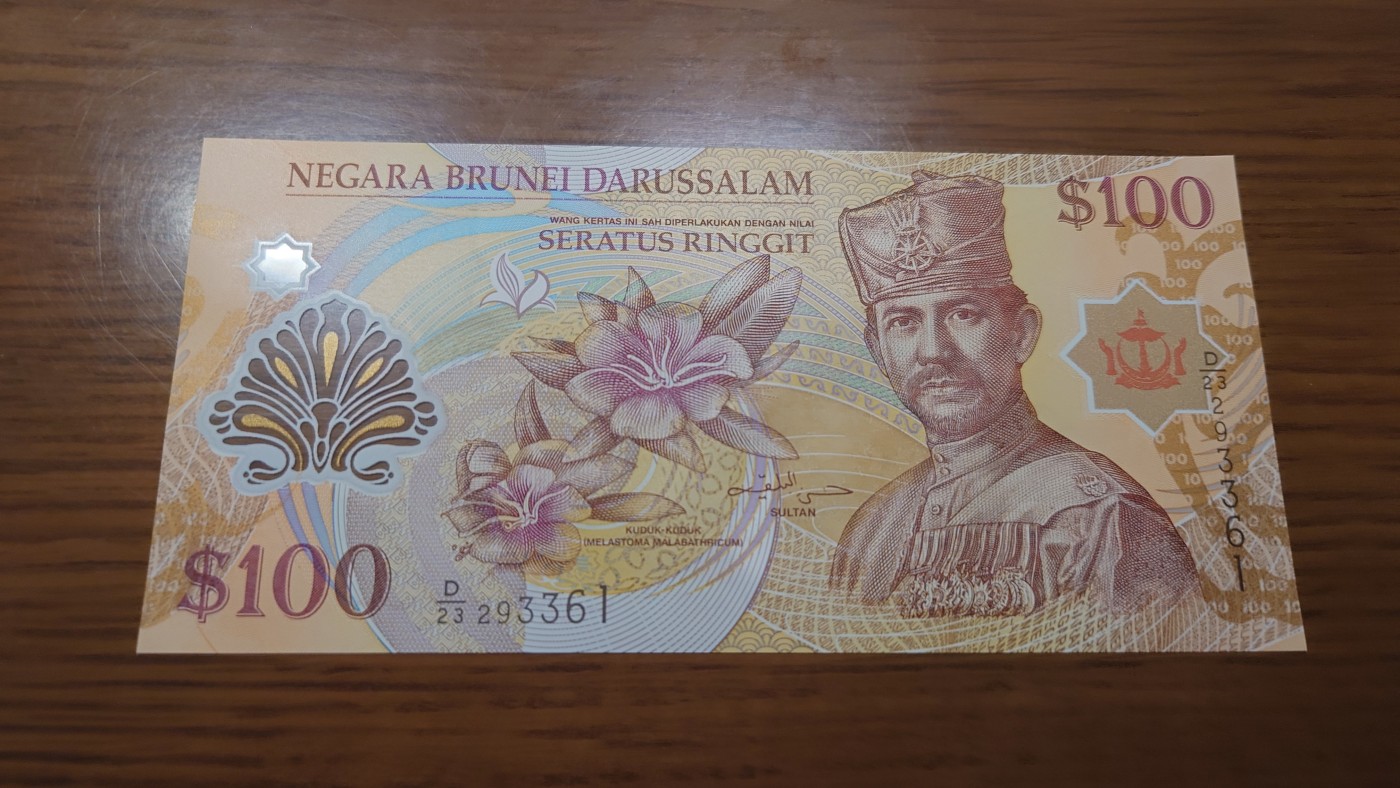 NEGARA BRUNEI DARUSSALAM
$100
WANG KERTAS INI SAH DIPERLAKUKAN DENGAN NILAI
SERATUS RINGGIT
D/23 293361
SULTAN
KUDUK-KUDUK
(MELASTOMA MALABATHRICUM)
$100
D/23 293361